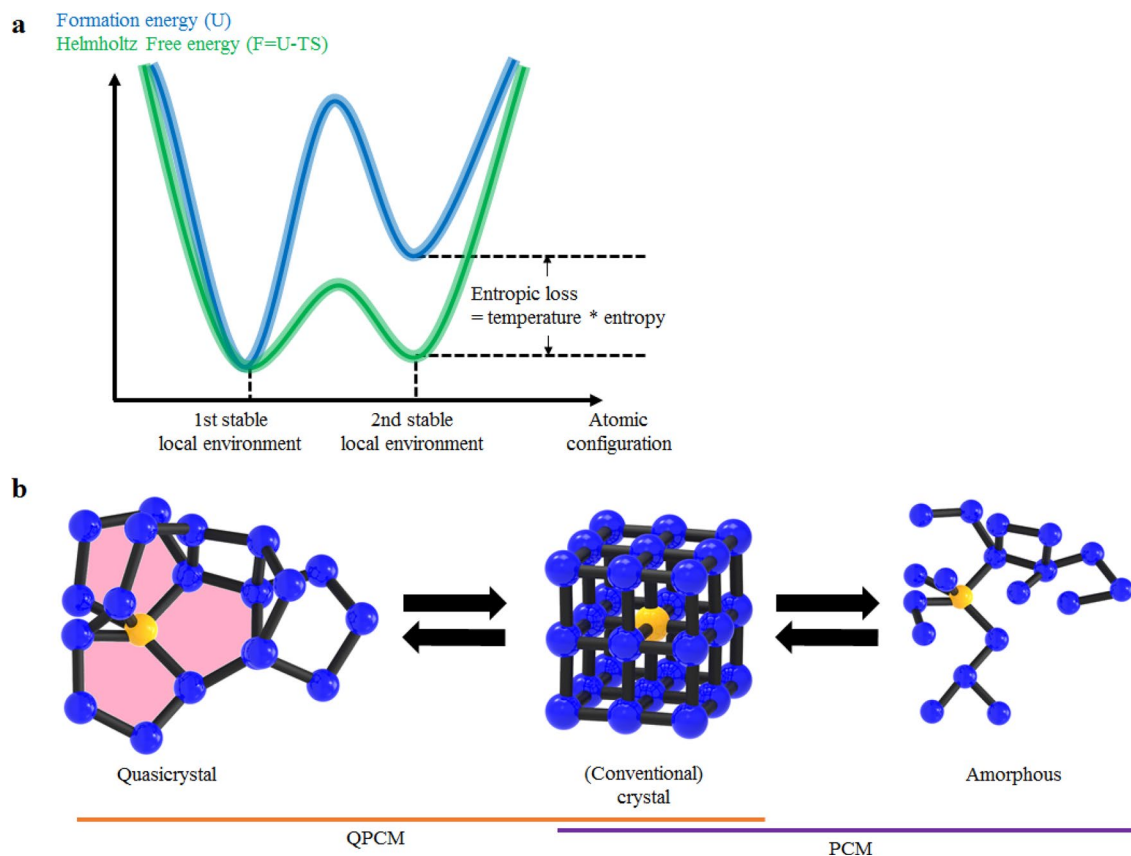 a
Formation energy (U)
Helmholtz Free energy (F=U-TS)
Entropic loss
= temperature * entropy
1st stable
local environment
2nd stable
local environment
Atomic
configuration
b
Quasicrystal
(Conventional)
crystal
Amorphous
QPCM
PCM